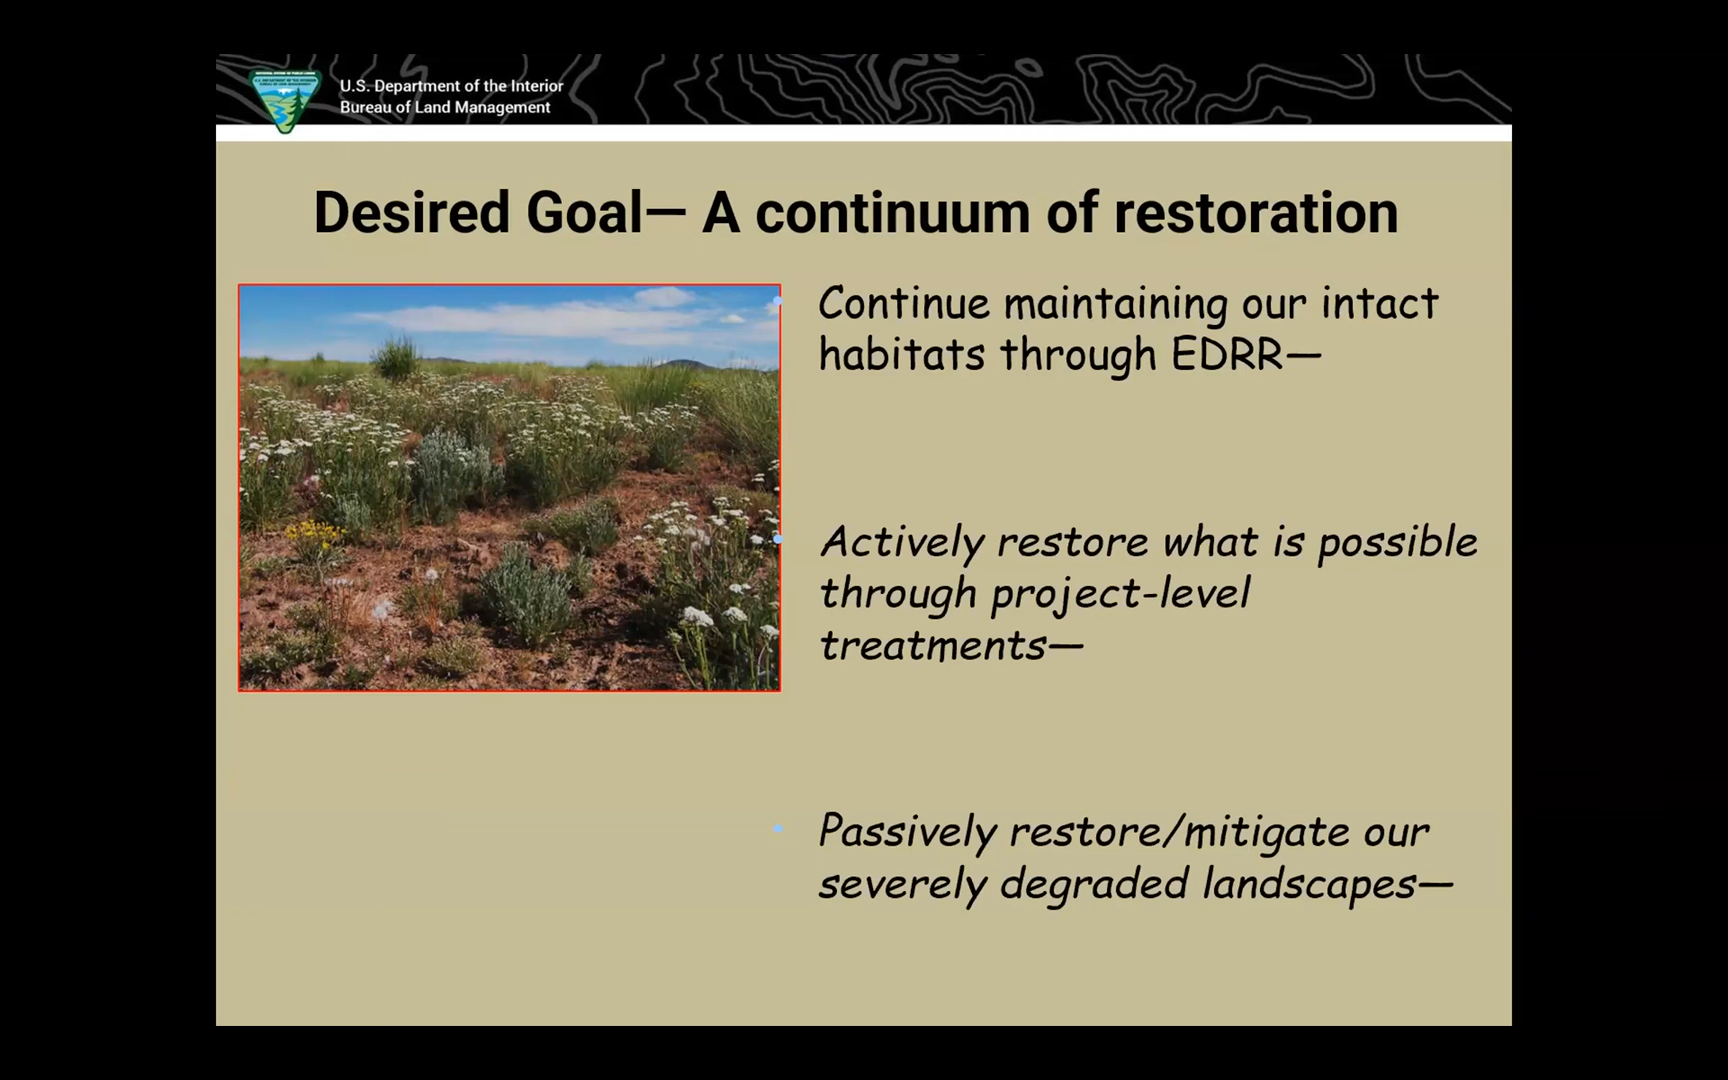 U.S. Department of the Interior
Bureau of Land Management
Desired Goal— A continuum of restoration
Continue maintaining our intact
habitats through EDRR—
Actively restore what is possible
through project-level
treatments—
Passively restore/mitigate our
severely degraded landscapes—